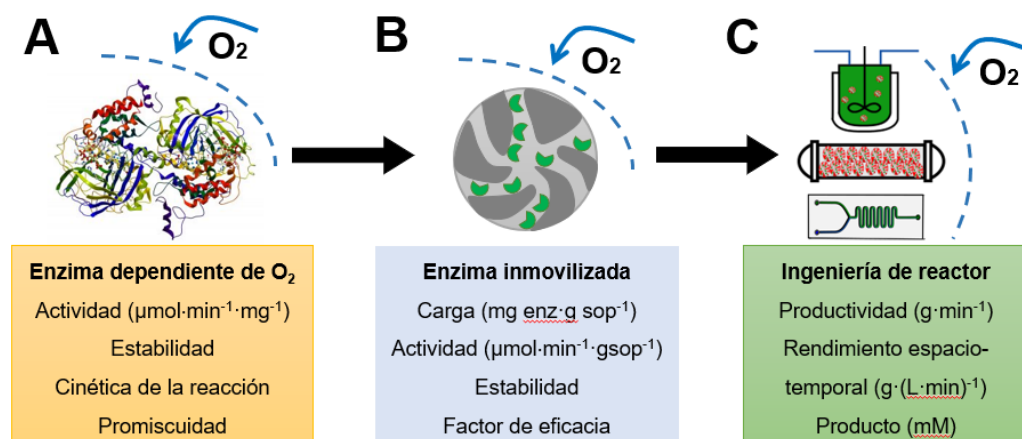 A
O₂
B
O₂
C
O₂
Enzima dependiente de O₂
Actividad (μmol·min⁻¹·mg⁻¹)
Estabilidad
Cinética de la reacción
Promiscuidad
Enzima inmovilizada
Carga (mg enz·g sop⁻¹)
Actividad (μmol·min⁻¹·gsop⁻¹)
Estabilidad
Factor de eficacia
Ingeniería de reactor
Productividad (g·min⁻¹)
Rendimiento espacio-
temporal (g·(L·min)⁻¹)
Producto (mM)